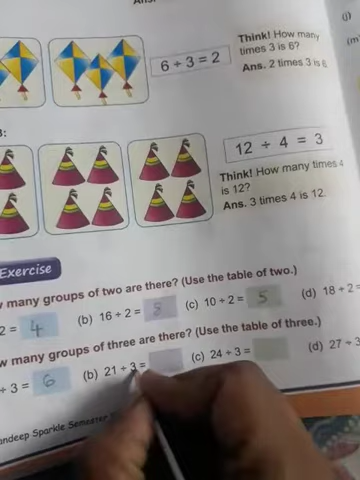 Ans.
(j)
(m
6 ÷ 3 = 2
Think! How many times 3 is 6?
Ans. 2 times 3 is 6
3:
12 ÷ 4 = 3
Think! How many times 4 is 12?
Ans. 3 times 4 is 12.
Exercise
many groups of two are there? (Use the table of two.)
2 = 4 (b) 16 ÷ 2 = 8 (c) 10 ÷ 2 = 5 (d) 18 ÷ 2 =
w many groups of three are there? (Use the table of three.)
÷ 3 = 6 (b) 21 ÷ 3 = (c) 24 ÷ 3 = (d) 27 ÷ 3
andeep Sparkle Semester